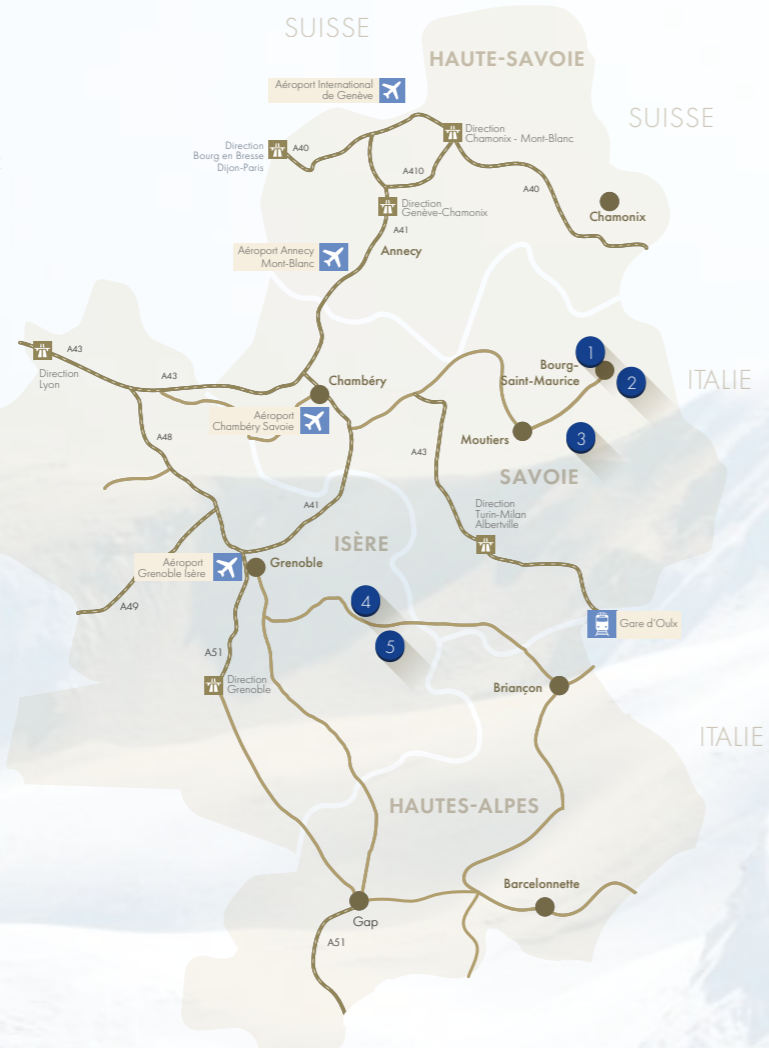 SUISSE
HAUTE-SAVOIE
Aéroport International
de Genève
SUISSE
Direction
Chamonix - Mont-Blanc
Direction
Bourg en Bresse
Dijon-Paris
A40
A410
A40
Chamonix
Direction
Genève-Chamonix
A41
Annecy
Aéroport Annecy
Mont-Blanc
A43
Direction
Lyon
A43
Chambéry
Bourg-
Saint-Maurice
1
2
ITALIE
Aéroport
Chambéry Savoie
A48
Moutiers
3
A43
SAVOIE
A41
Direction
Turin-Milan
Albertville
ISÈRE
Aéroport
Grenoble Isère
Grenoble
A49
4
5
Gare d'Oulx
A51
Direction
Grenoble
Briançon
ITALIE
HAUTES-ALPES
Barcelonnette
Gap
A51